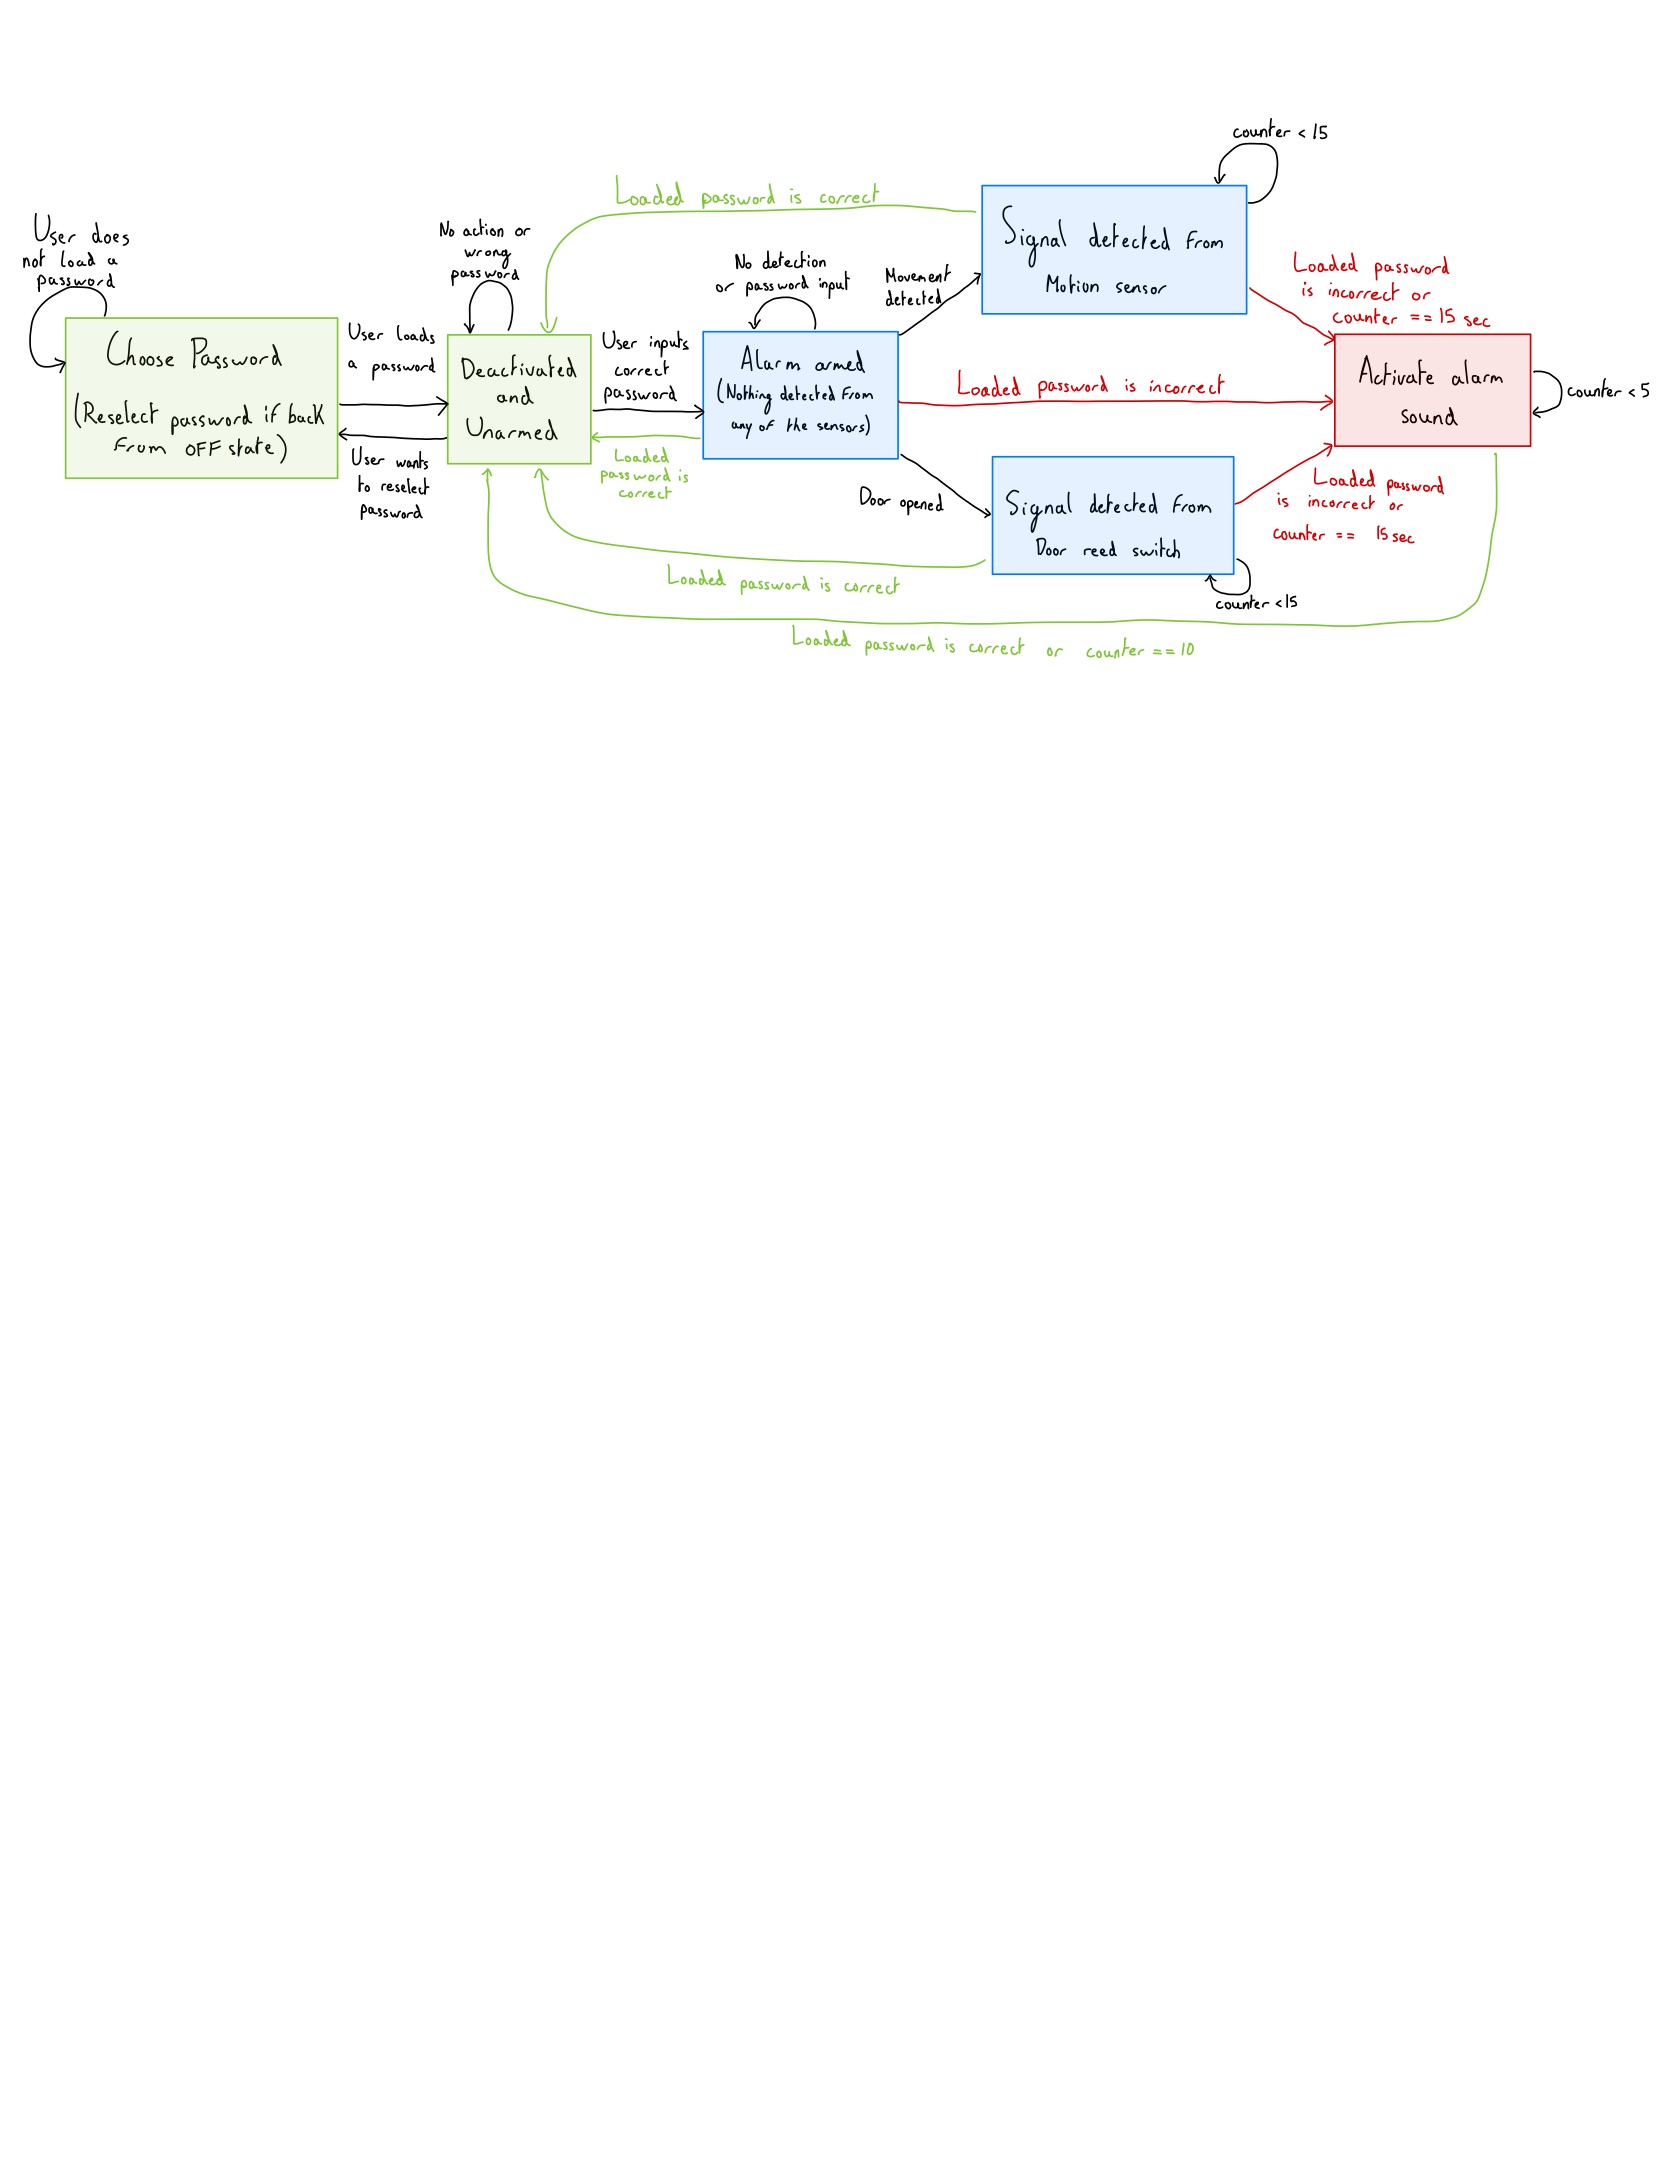 User does
not load a
password
Choose Password
(Reselect password if back
from OFF state)
User loads
a password
User wants
to reselect
password
No action or
wrong
password
Deactivated
and
Unarmed
User inputs
correct
password
Loaded
password is
correct
Loaded password is correct
No detection
or password input
Alarm armed
(Nothing detected from
any of the sensors)
Movement
detected
Door opened
Loaded password is incorrect
counter < 15
Signal detected from
Motion sensor
Signal detected from
Door reed switch
counter <15
Loaded password
is incorrect or
counter == 15 sec
Activate alarm
sound
counter < 5
Loaded password
is incorrect or
counter == 15 sec
Loaded password is correct
Loaded password is correct or counter == 10